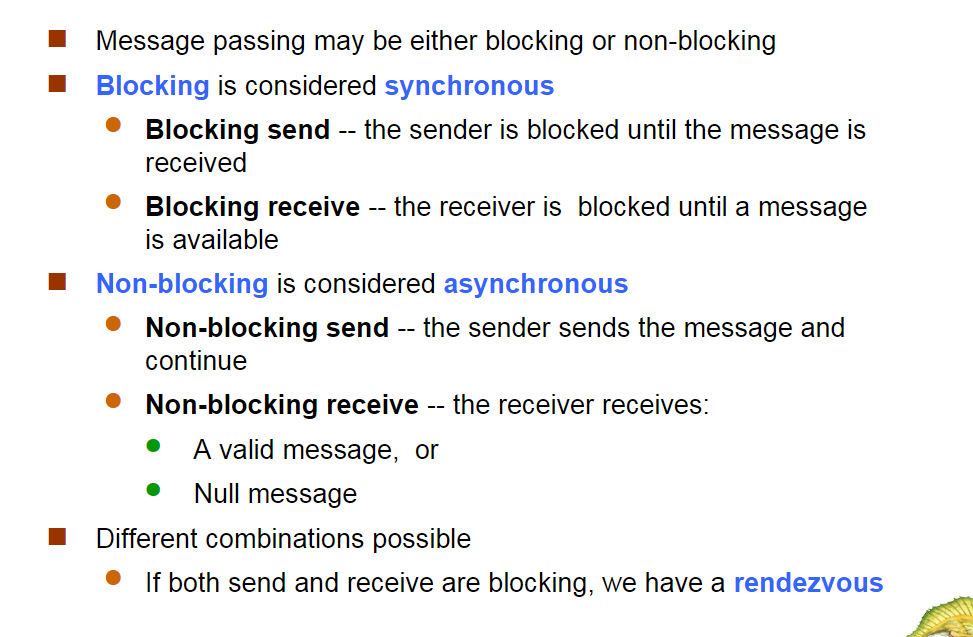 Message passing may be either blocking or non-blocking
Blocking is considered synchronous
Blocking send -- the sender is blocked until the message is
received
Blocking receive -- the receiver is  blocked until a message
is available
Non-blocking is considered asynchronous
Non-blocking send -- the sender sends the message and
continue
Non-blocking receive -- the receiver receives:
A valid message,  or
Null message
Different combinations possible
If both send and receive are blocking, we have a rendezvous